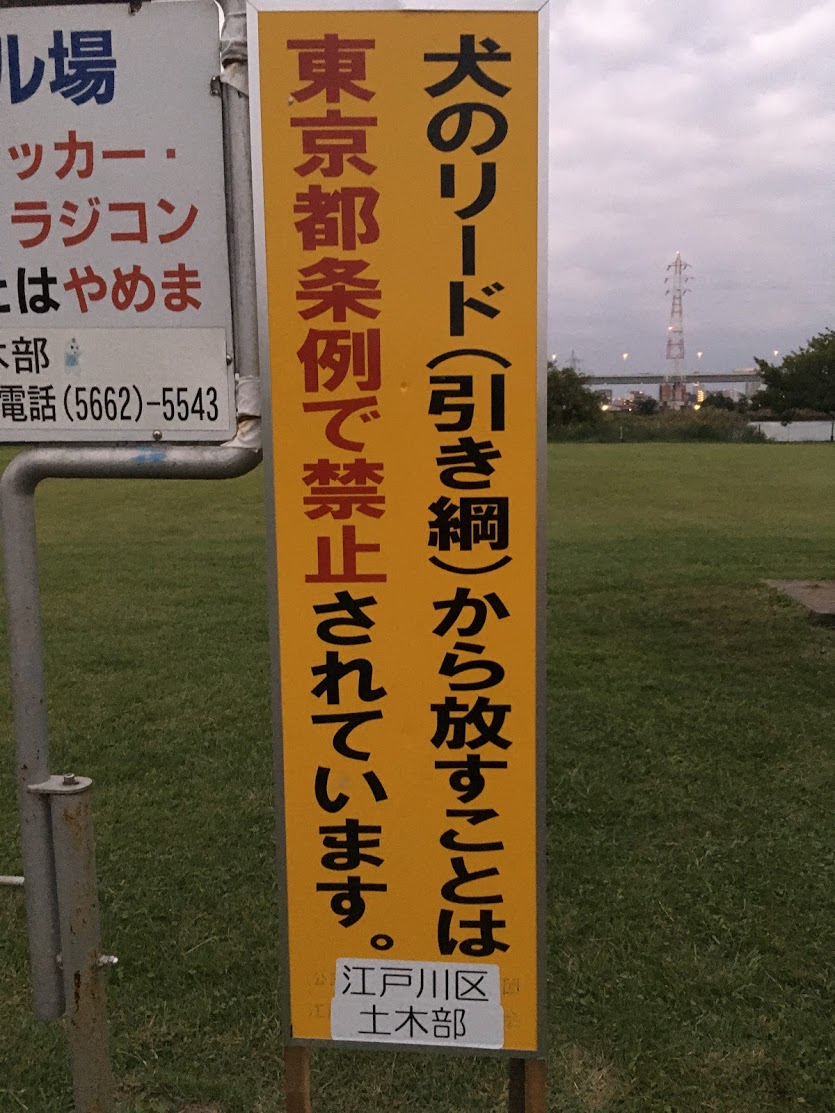 ル場
ッカー・
ラジコン
はやめま
木部
電話(5662)-5543
犬のリード(引き綱)から放すことは
東京都条例で禁止されています。
江戸川区
土木部